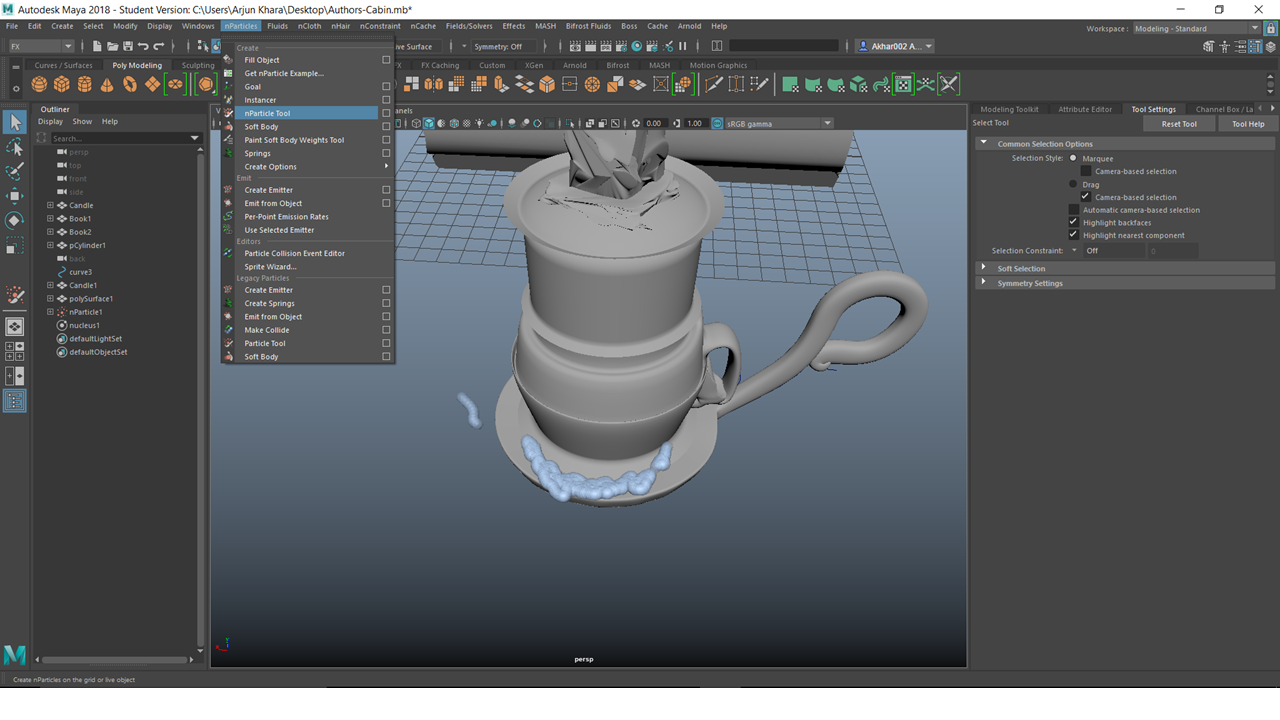 Autodesk Maya 2018 - Student Version: C:\Users\Arjun Khara\Desktop\Authors-Cabin.mb*
File Edit Create Select Modify Display Windows nParticles Fluids nCloth nHair nConstraint nCache Fields/Solvers Effects MASH Bifrost Fluids Boss Cache Arnold Help
Workspace : Modeling - Standard
FX ive Surface Symmetry: Off Akhar002 A...
Curves / Surfaces Poly Modeling Sculpting FX FX Caching Custom XGen Arnold Bifrost MASH Motion Graphics
Create
Fill Object
Get nParticle Example...
Goal
Instancer
nParticle Tool
Soft Body
Paint Soft Body Weights Tool
Springs
Create Options
Emit
Create Emitter
Emit from Object
Per-Point Emission Rates
Use Selected Emitter
Editors
Particle Collision Event Editor
Sprite Wizard...
Legacy Particles
Create Emitter
Create Springs
Emit from Object
Make Collide
Particle Tool
Soft Body
Outliner
Display Show Help
Search...
persp
top
front
side
Candle
Book1
Book2
pCylinder1
back
curve3
Candle1
polySurface1
nParticle1
nucleus1
defaultLightSet
defaultObjectSet
V anels
0.00 1.00 sRGB gamma
persp
Modeling Toolkit Attribute Editor Tool Settings Channel Box / La
Select Tool Reset Tool Tool Help
Common Selection Options
Selection Style: Marquee
Camera-based selection
Drag
Camera-based selection
Automatic camera-based selection
Highlight backfaces
Highlight nearest component
Selection Constraint: Off 0
Soft Selection
Symmetry Settings
Create nParticles on the grid or live object